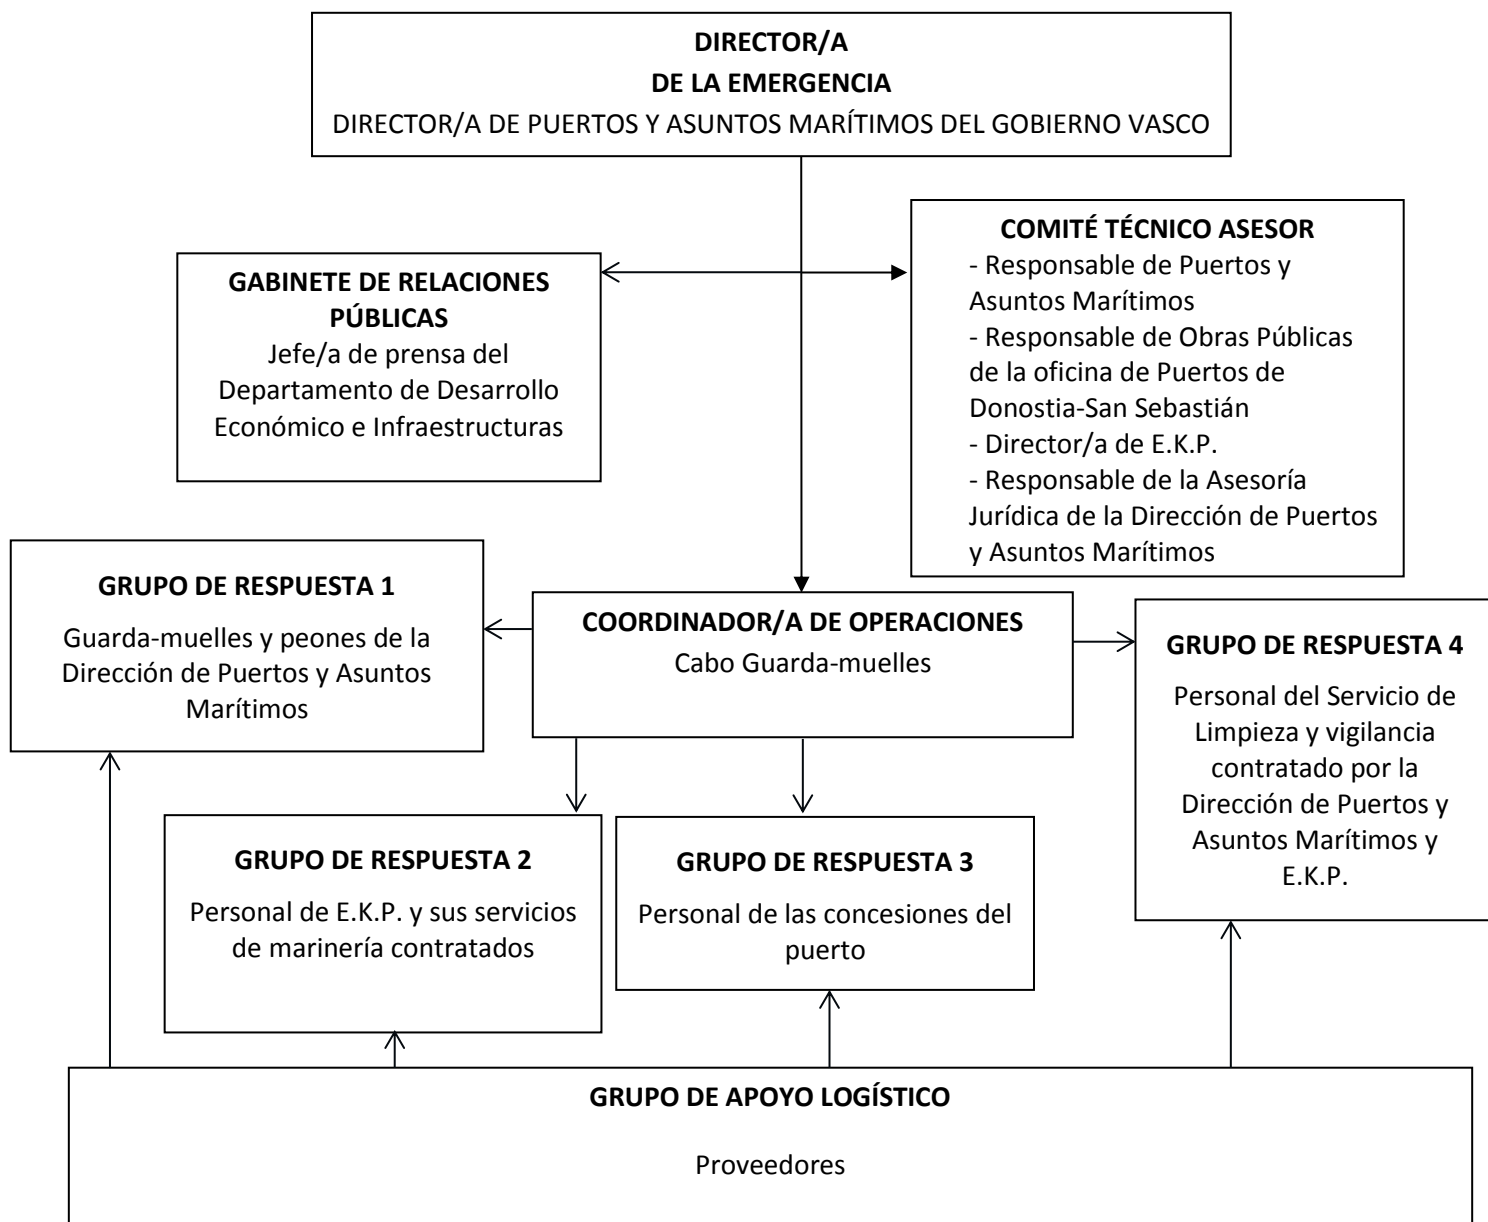 DIRECTOR/A
DE LA EMERGENCIA
DIRECTOR/A DE PUERTOS Y ASUNTOS MARÍTIMOS DEL GOBIERNO VASCO
GABINETE DE RELACIONES
PÚBLICAS
Jefe/a de prensa del
Departamento de Desarrollo
Económico e Infraestructuras
COMITÉ TÉCNICO ASESOR
- Responsable de Puertos y
Asuntos Marítimos
- Responsable de Obras Públicas
de la oficina de Puertos de
Donostia-San Sebastián
- Director/a de E.K.P.
- Responsable de la Asesoría
Jurídica de la Dirección de Puertos
y Asuntos Marítimos
GRUPO DE RESPUESTA 1
Guarda-muelles y peones de la
Dirección de Puertos y Asuntos
Marítimos
COORDINADOR/A DE OPERACIONES
Cabo Guarda-muelles
GRUPO DE RESPUESTA 4
Personal del Servicio de
Limpieza y vigilancia
contratado por la
Dirección de Puertos y
Asuntos Marítimos y
E.K.P.
GRUPO DE RESPUESTA 2
Personal de E.K.P. y sus servicios
de marinería contratados
GRUPO DE RESPUESTA 3
Personal de las concesiones del
puerto
GRUPO DE APOYO LOGÍSTICO
Proveedores